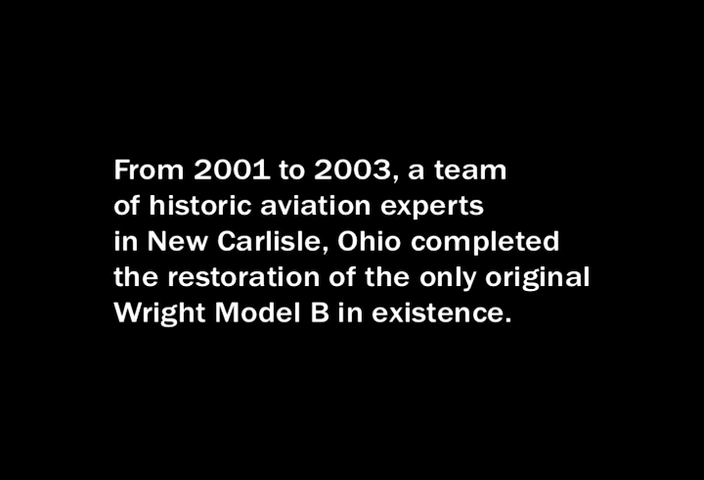 From 2001 to 2003, a team
of historic aviation experts
in New Carlisle, Ohio completed
the restoration of the only original
Wright Model B in existence.